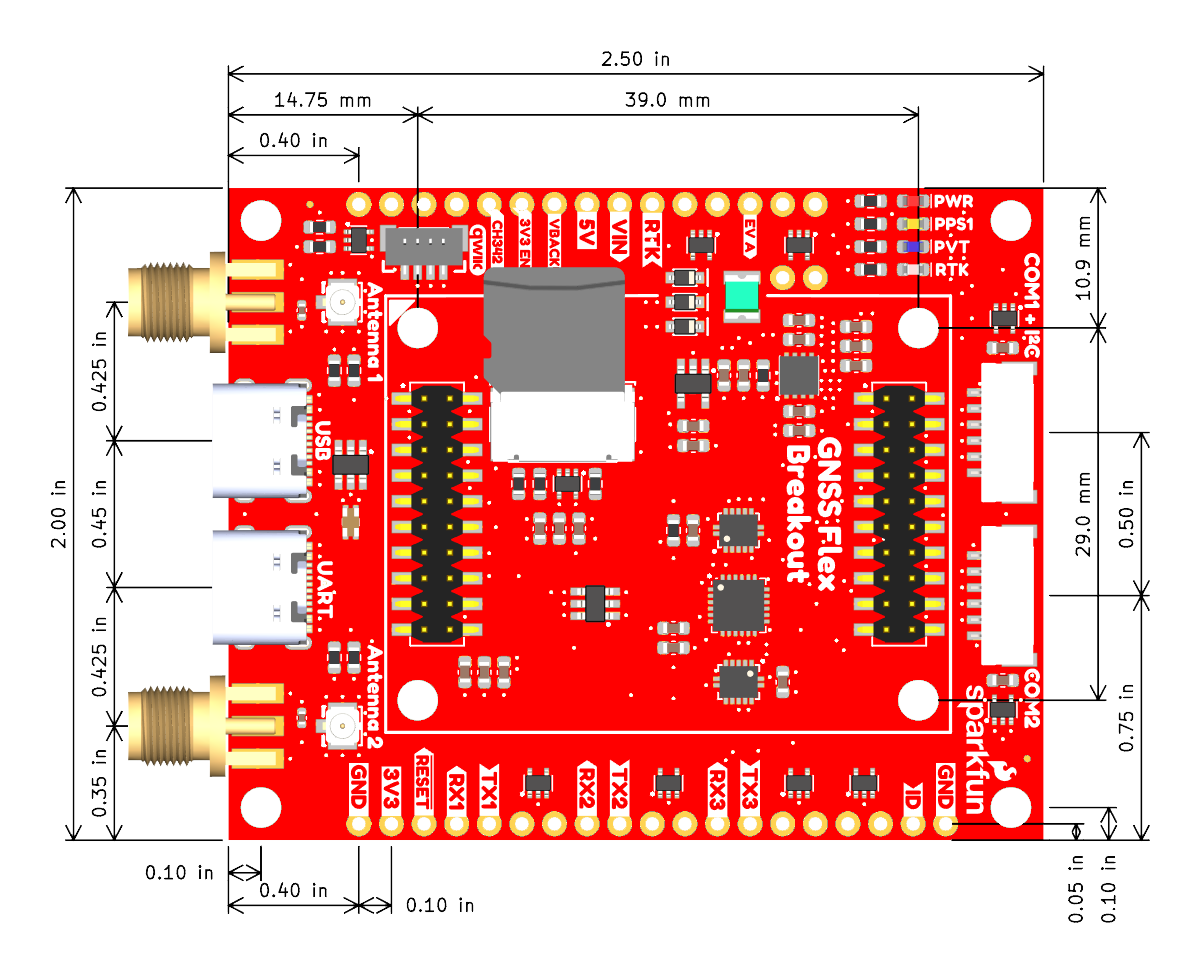 2.50 in
14.75 mm
39.0 mm
0.40 in
PWR
PPS1
PVT
RTK
QWIIC
CH342
3V3 EN
VBACK
5V
VIN
RTK
EVA
COM1 + I2C
10.9 mm
Antenna 1
0.425 in
USB
GNSS Flex
Breakout
2.00 in
0.45 in
29.0 mm
0.50 in
UART
0.425 in
Antenna 2
COM2
sparkfun
0.75 in
0.35 in
GND
3V3
RESET
RX1
TX1
RX2
TX2
RX3
TX3
ID
GND
0.10 in
0.40 in
0.10 in
0.05 in
0.10 in